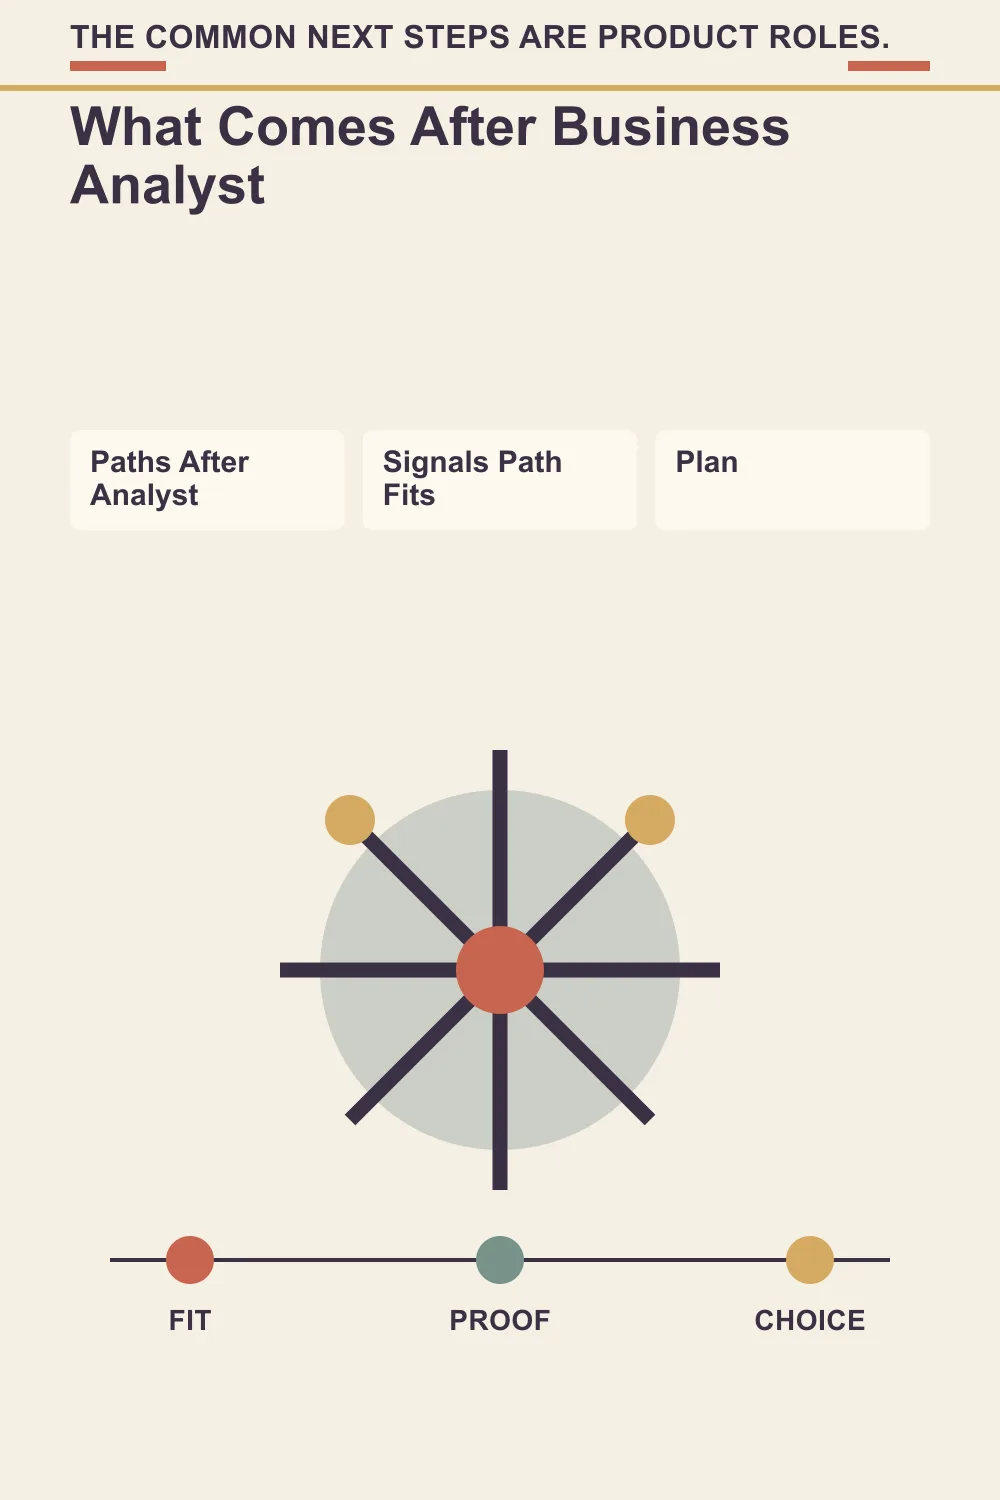 THE COMMON NEXT STEPS ARE PRODUCT ROLES.
What Comes After Business
Analyst
Paths After
Analyst
Signals Path
Fits
Plan
FIT
PROOF
CHOICE